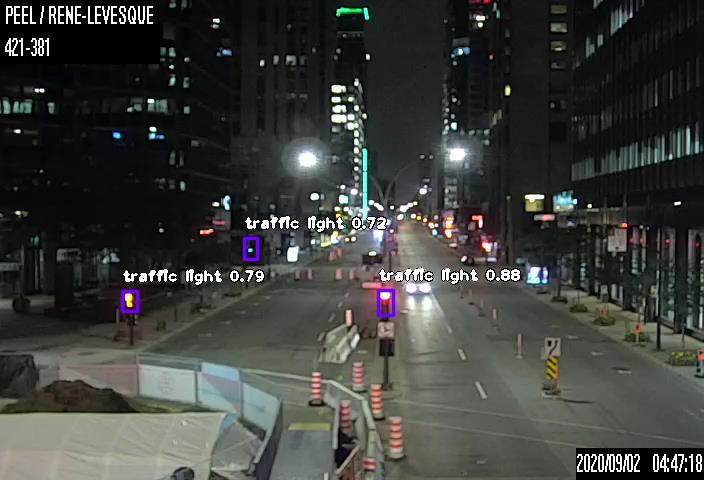 PEEL / RENE-LEVESQUE
421-381
traffic light 0.72
traffic light 0.79
traffic light 0.88
2020/09/02 04:47:18